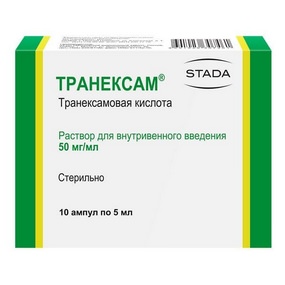 ТРАНЕКСАМ®
STADA
Транексамовая кислота
Раствор для внутривенного введения
50 мг/мл
Стерильно
10 ампул по 5 мл